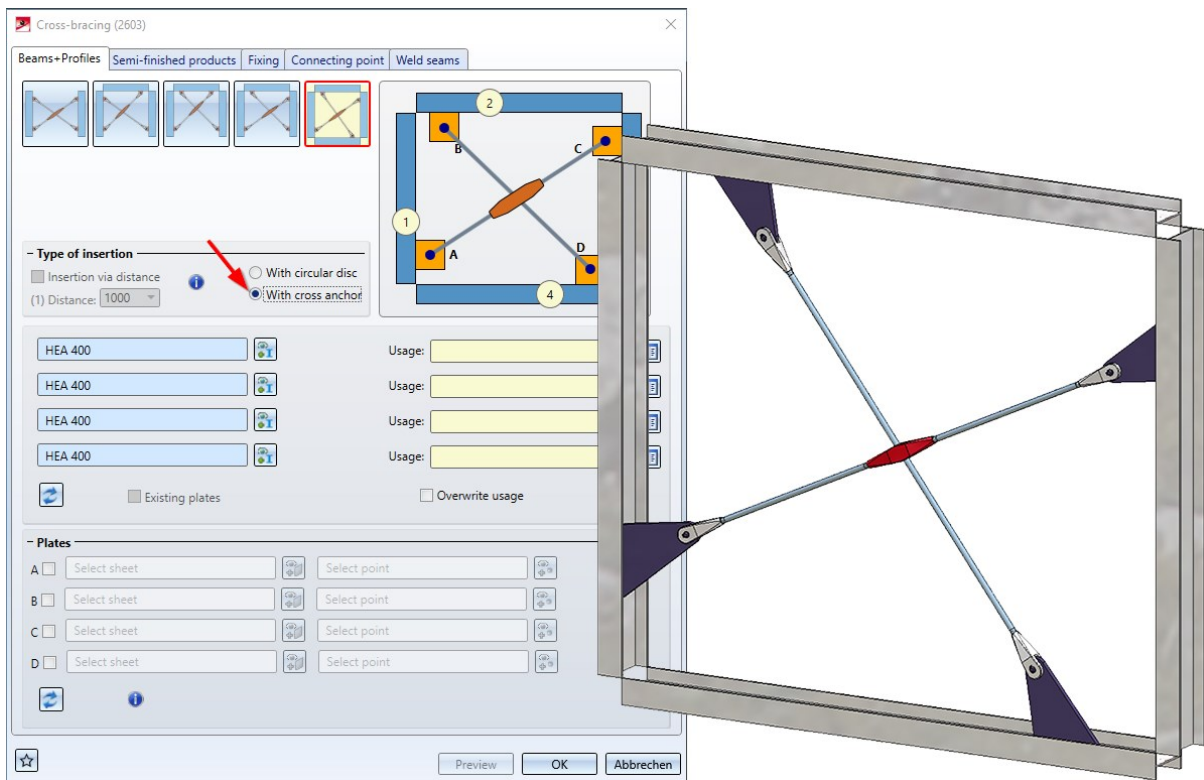 Cross-bracing (2603)
Beams+Profiles Semi-finished products Fixing Connecting point Weld seams
2
B
C
1
A
D
4
Type of insertion
Insertion via distance
With circular disc
(1) Distance: 1000
With cross anchor
HEA 400 Usage:
HEA 400 Usage:
HEA 400 Usage:
HEA 400 Usage:
Existing plates Overwrite usage
Plates
A Select sheet Select point
B Select sheet Select point
C Select sheet Select point
D Select sheet Select point
Preview OK Abbrechen